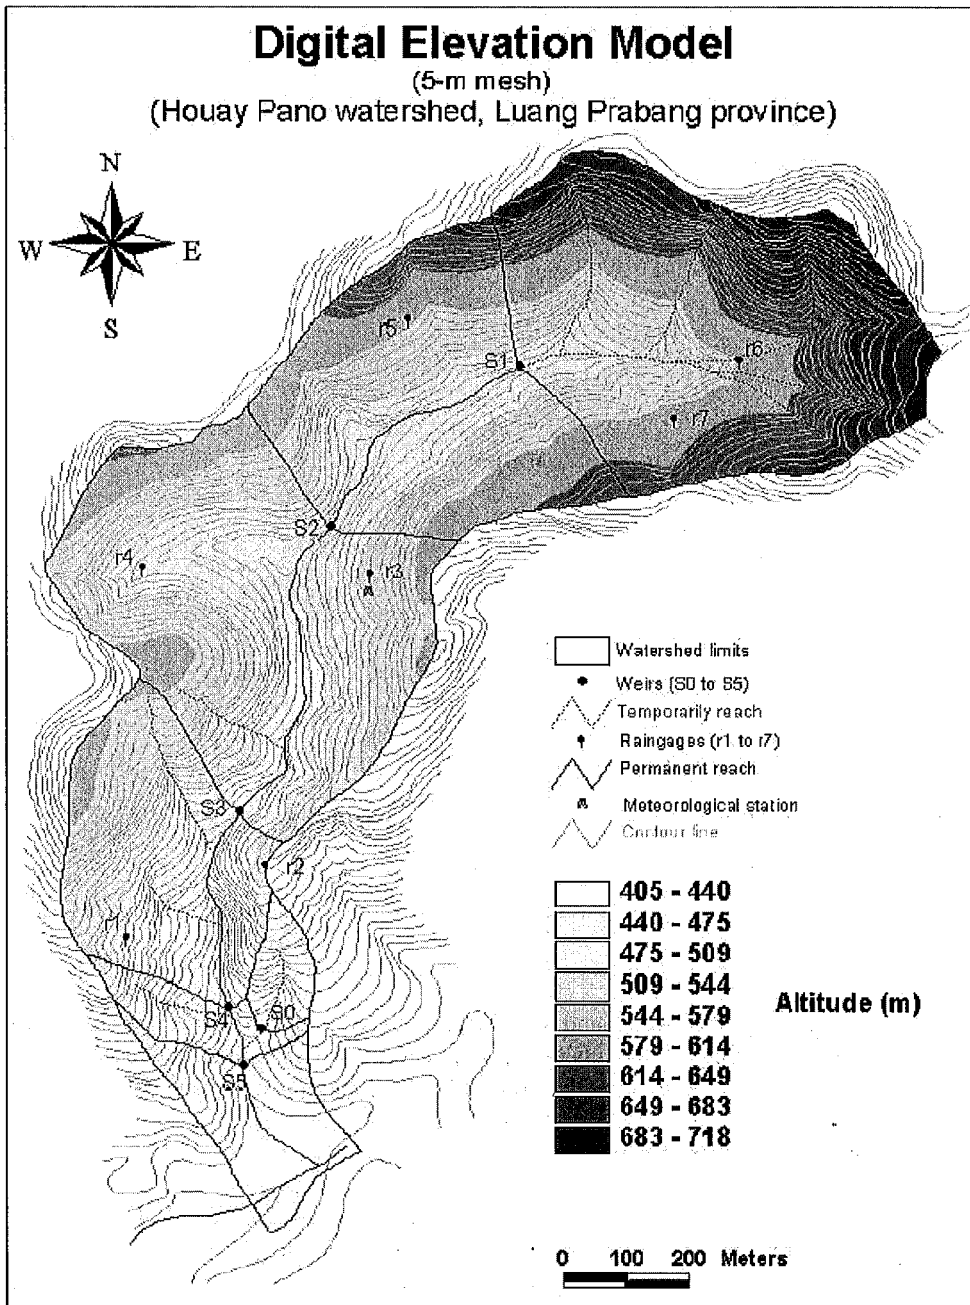 Digital Elevation Model
(5-m mesh)
(Houay Pano watershed, Luang Prabang province)
N
W E
S
r5
S1
r6
r7
S2
r4
r3
S3
r2
r1
S4
S0
S5
Watershed limits
Weirs (S0 to S5)
Temporarily reach
Raingages (r1 to r7)
Permanent reach
Meteorological station
Contour line
405 - 440
440 - 475
475 - 509
509 - 544
544 - 579
579 - 614
614 - 649
649 - 683
683 - 718
Altitude (m)
0 100 200 Meters